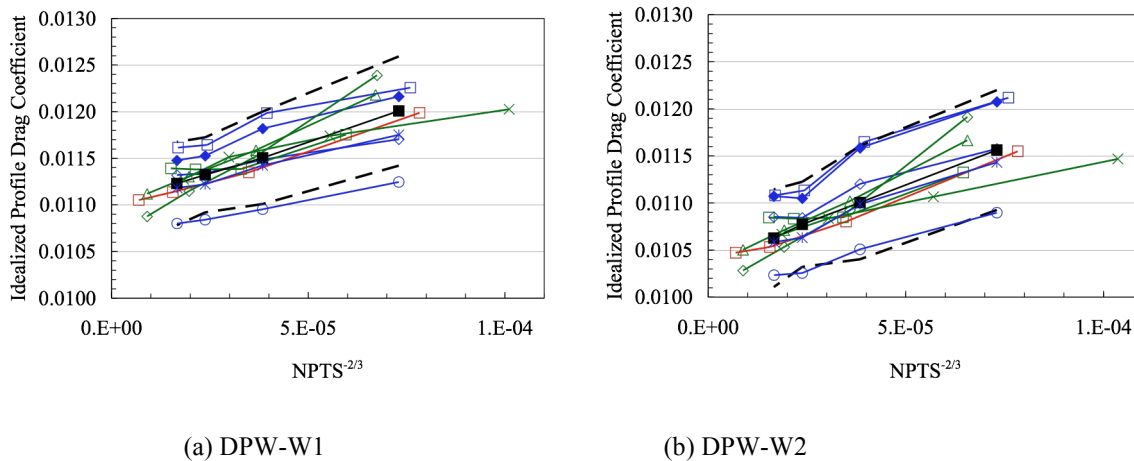 Idealized Profile Drag Coefficient
0.0130
0.0125
0.0120
0.0115
0.0110
0.0105
0.0100
0.E+00
5.E-05
1.E-04
NPTS-2/3
(a) DPW-W1
Idealized Profile Drag Coefficient
0.0130
0.0125
0.0120
0.0115
0.0110
0.0105
0.0100
0.E+00
5.E-05
1.E-04
NPTS-2/3
(b) DPW-W2